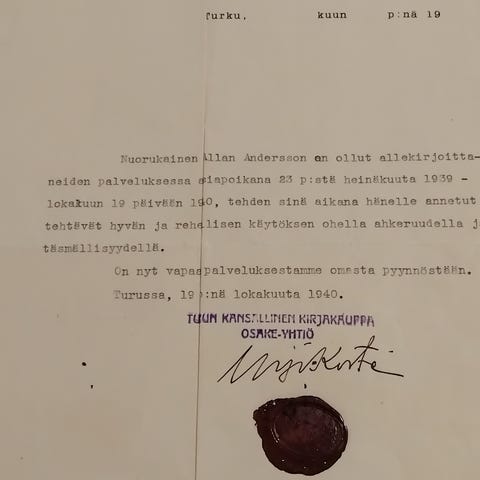 Turku, kuun p:nä 19
Nuorukainen Allan Andersson on ollut allekirjoitta-
neiden palveluksessa asiapoikana 23 p:stä heinäkuuta 1939 -
lokakuun 19 päivään 1940, tehden sinä aikana hänelle annetut
tehtävät hyvän ja rehellisen käytöksen ohella ahkeruudella ja
täsmällisyydellä.
On nyt vapaa palveluksestamme omasta pyynnöstään.
Turussa, 19 p:nä lokakuuta 1940.
TUUN KANSALLINEN KIRJAKAUPPA
OSAKE-YHTIÖ